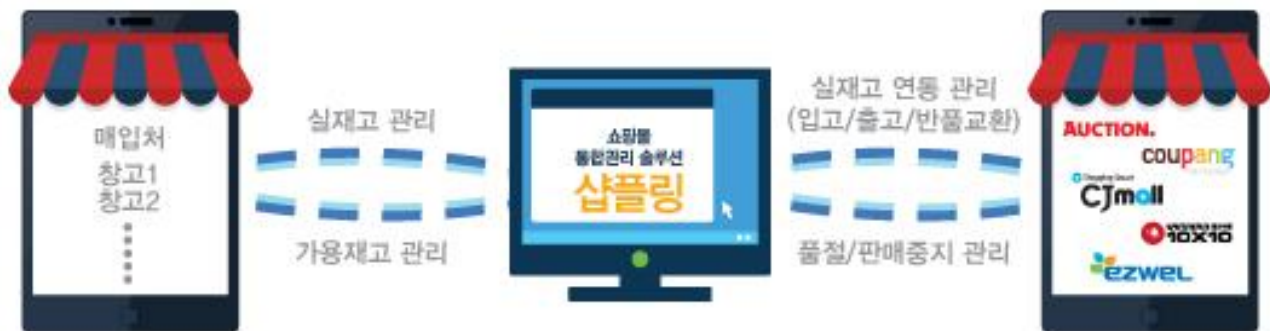 매입처
창고1
창고2
실재고 관리
가용재고 관리
쇼핑몰
통합관리 솔루션
샵플링
실재고 연동 관리
(입고/출고/반품교환)
품절/판매중지 관리
AUCTION.
coupang
CJmall
10X10
ezwel